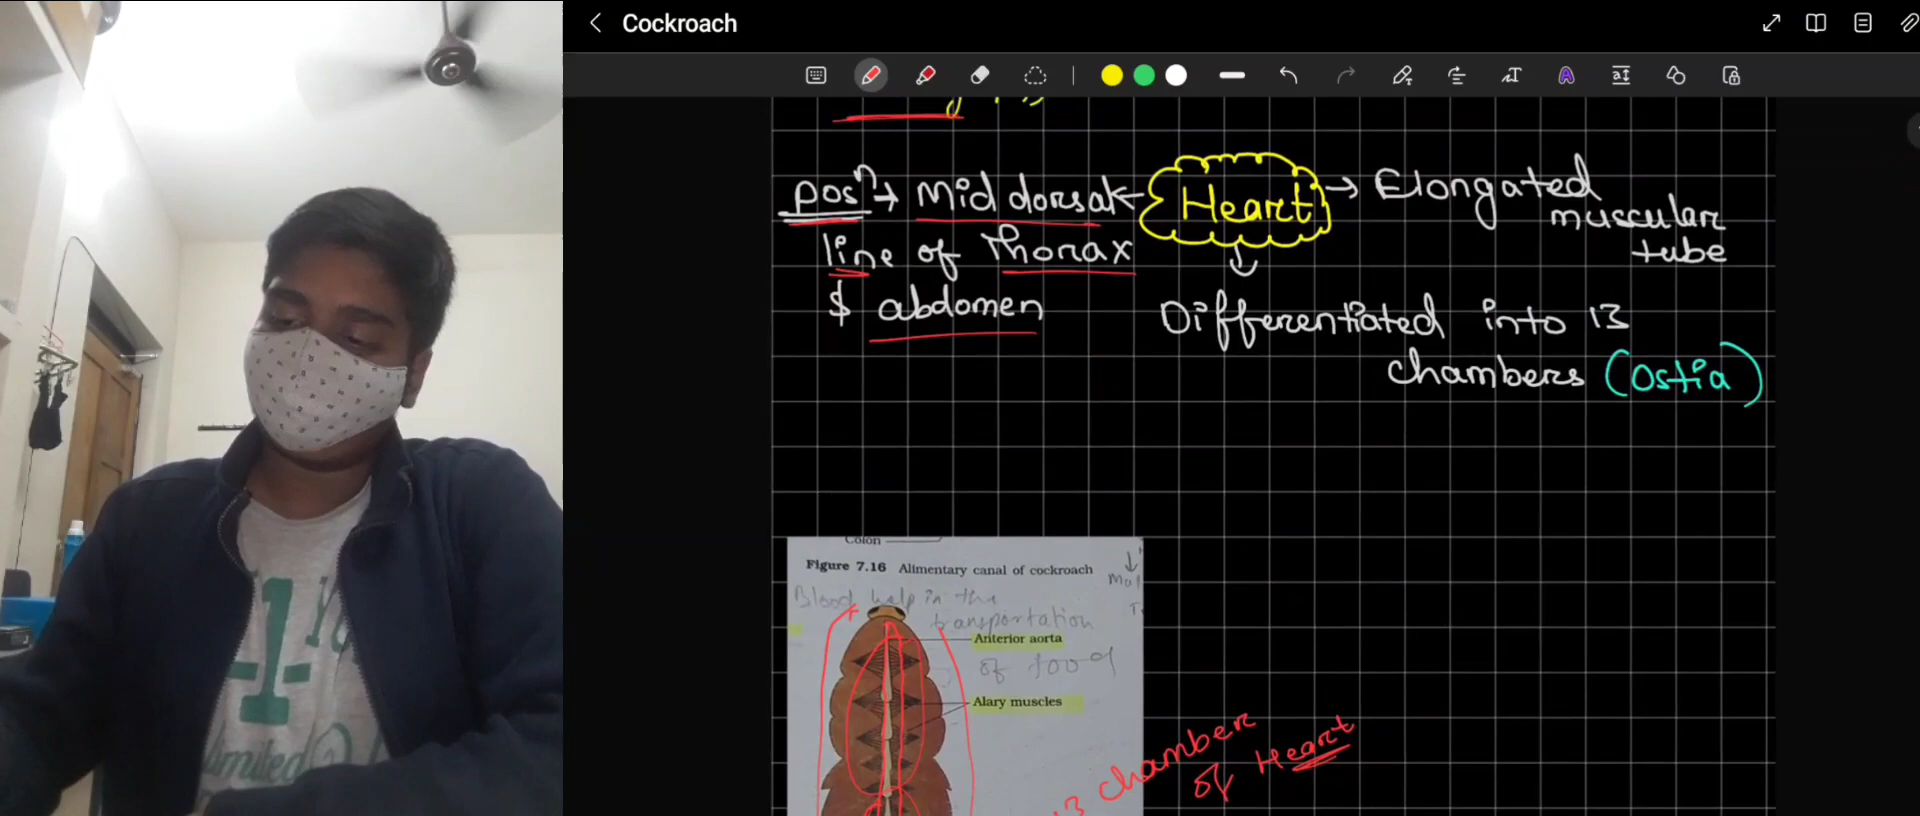 Cockroach
posⁿ → Mid dorsal ← Heart → Elongated
muscular
tube
line of Thorax
$ abdomen
↓
Differentiated into 13
chambers (Ostia)
Colon
Figure 7.16 Alimentary canal of cockroach
Blood help in the
transportation
of food
Anterior aorta
Alary muscles
13 chamber
of Heart